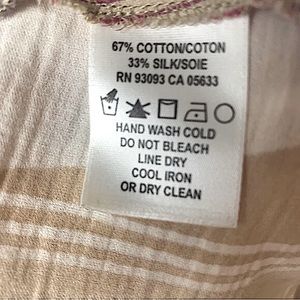 67% COTTON/COTON
33% SILK/SOIE
RN 93093 CA 05633
HAND WASH COLD
DO NOT BLEACH
LINE DRY
COOL IRON
OR DRY CLEAN